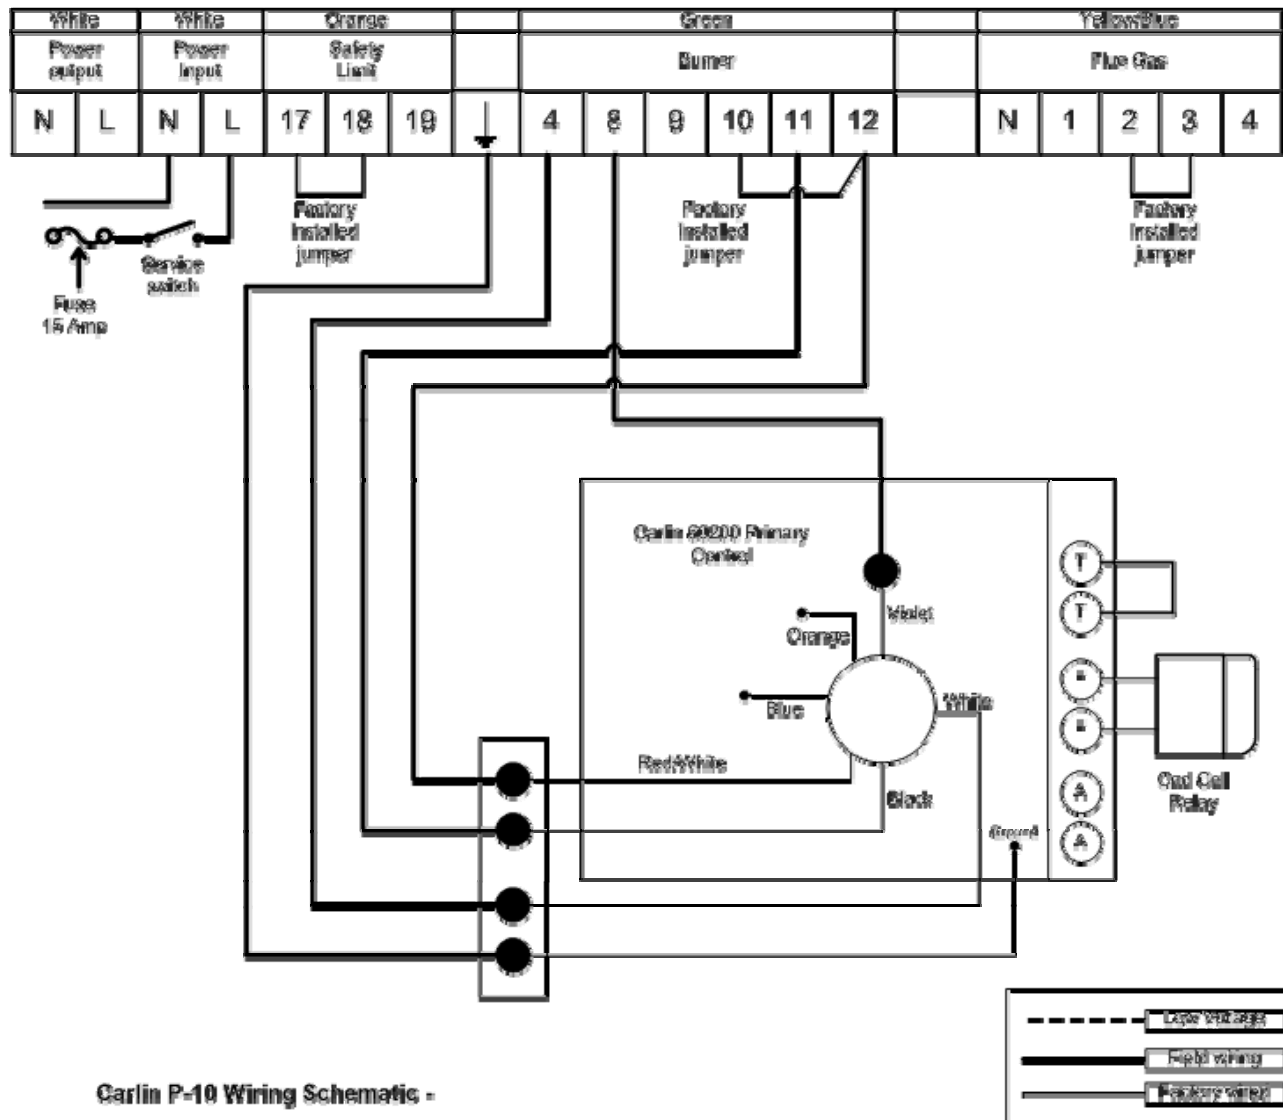 White White Orange Green Yellow/Blue
Power output
Power Input
Safety Limit
Burner
Flue Gas
N L N L 17 18 19 4 8 9 10 11 12 N 1 2 3 4
Factory
Installed
jumper
Factory
Installed
jumper
Factory
Installed
jumper
Service
switch
Fuse
15 Amp
Carlin 60200 Primary
Control
T
T
Violet
Orange
White
Blue
Red/White
Black
Cad Cell
Relay
A
A
Ground
Low voltage
Field wiring
Factory wired
Carlin P-10 Wiring Schematic -